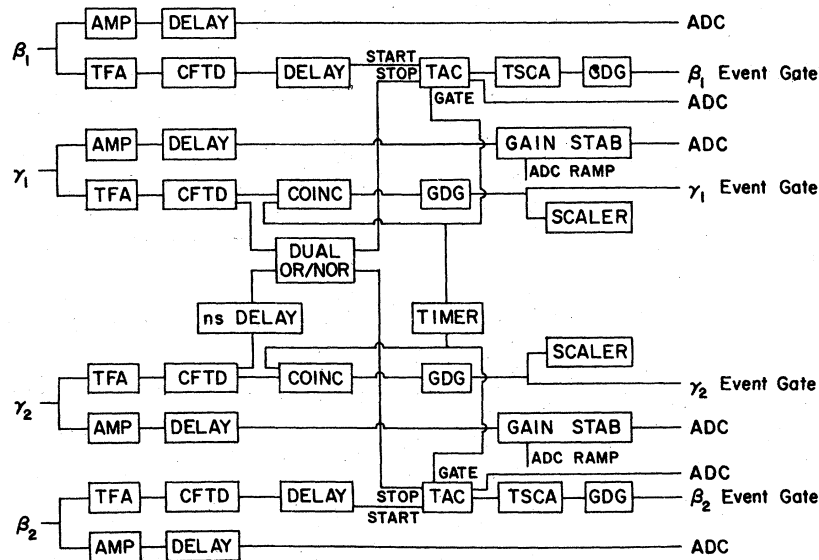 AMP DELAY ADC
β₁
TFA CFTD DELAY START STOP TAC TSCA GDG β₁ Event Gate
GATE ADC
AMP DELAY GAIN STAB ADC
γ₁ ADC RAMP
TFA CFTD COINC GDG γ₁ Event Gate
SCALER
DUAL
OR/NOR
ns DELAY TIMER
SCALER
TFA CFTD COINC GDG γ₂ Event Gate
γ₂
AMP DELAY GAIN STAB ADC
ADC RAMP
GATE ADC
TFA CFTD DELAY STOP TAC TSCA GDG β₂ Event Gate
START
β₂
AMP DELAY ADC